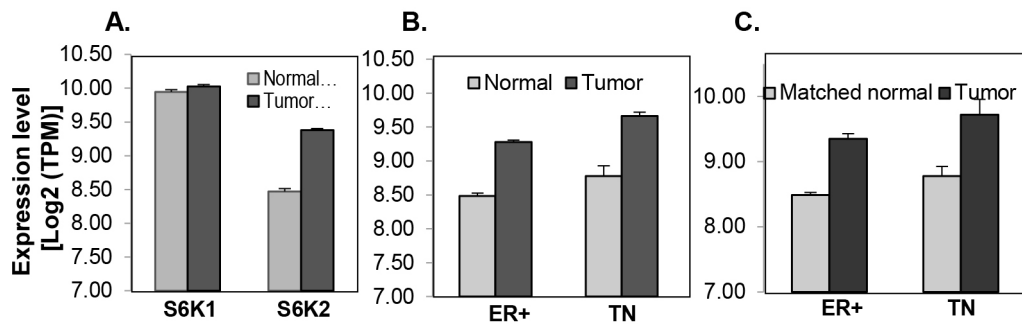 A.
B.
C.
Expression level
[Log2 (TPM)]
10.50
10.00
9.50
9.00
8.50
8.00
7.50
7.00
Normal...
Tumor...
S6K1 S6K2
10.50
10.00
9.50
9.00
8.50
8.00
7.50
7.00
Normal Tumor
ER+ TN
10.00
9.00
8.00
7.00
Matched normal Tumor
ER+ TN